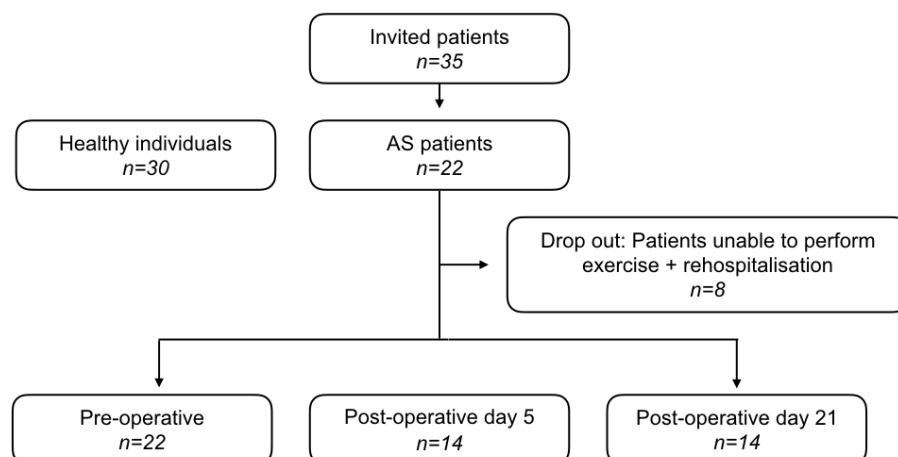 Invited patients
n=35
Healthy individuals
n=30
AS patients
n=22
Drop out: Patients unable to perform
exercise + rehospitalisation
n=8
Pre-operative
n=22
Post-operative day 5
n=14
Post-operative day 21
n=14